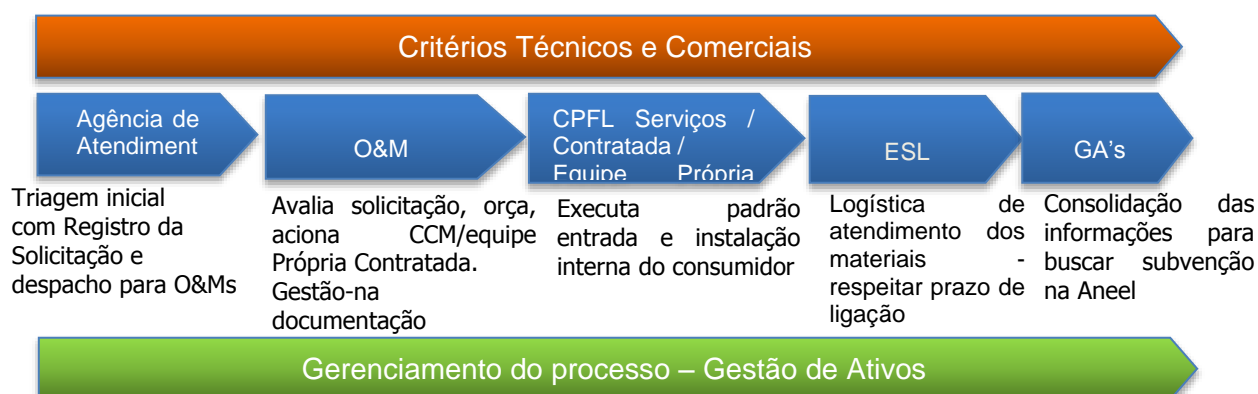 Critérios Técnicos e Comerciais
Agência de
Atendiment
O&M
CPFL Serviços /
Contratada /
Equipe Própria
ESL
GA's
Triagem inicial
com Registro da
Solicitação e
despacho para O&Ms
Avalia solicitação, orça,
aciona CCM/equipe
Própria Contratada.
Gestão-na
documentação
Executa padrão
entrada e instalação
interna do consumidor
Logística de
atendimento dos
materiais -
respeitar prazo de
ligação
Consolidação das
informações para
buscar subvenção
na Aneel
Gerenciamento do processo – Gestão de Ativos